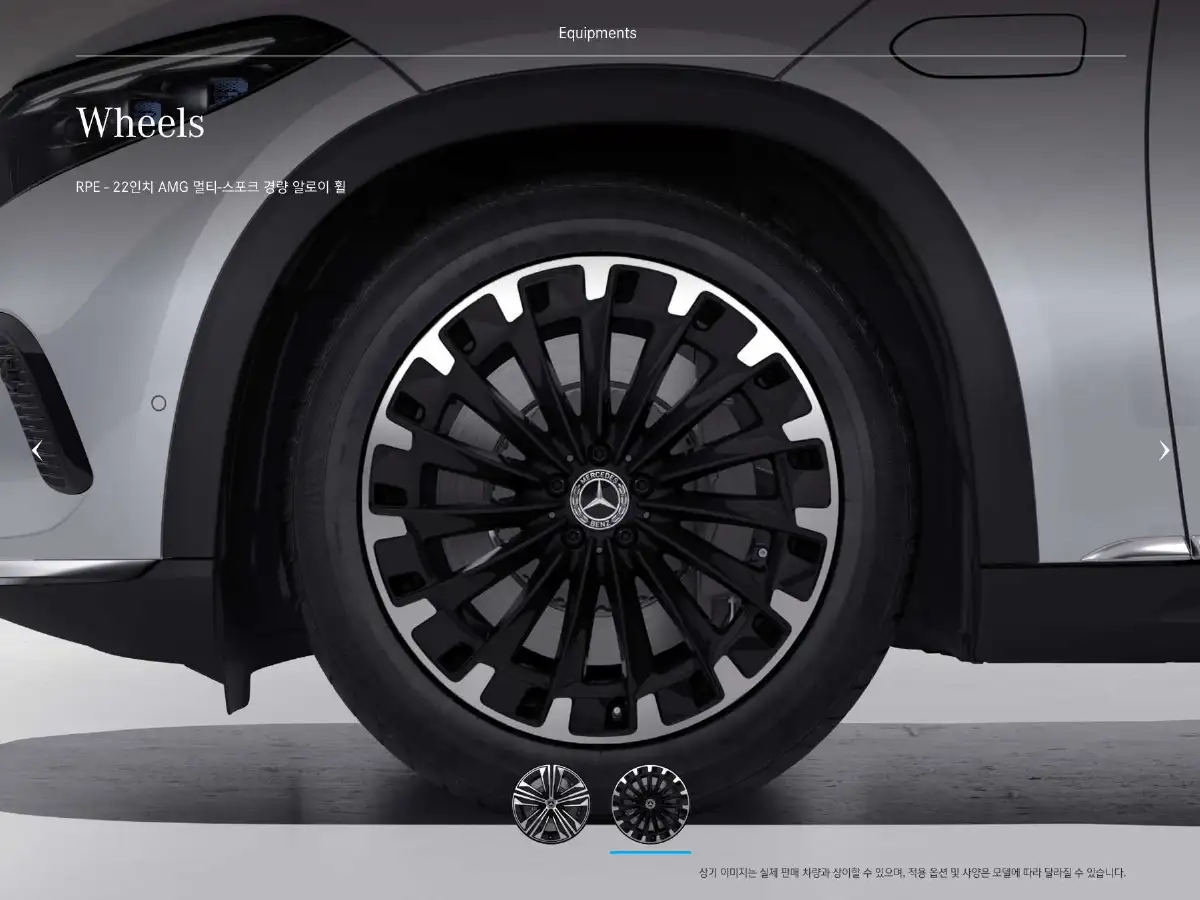 Equipments
Wheels
RPE - 22인치 AMG 멀티-스포크 경량 알로이 휠
MERCEDES
BENZ
상기 이미지는 실제 판매 차량과 상이할 수 있으며, 적용 옵션 및 사양은 모델에 따라 달라질 수 있습니다.